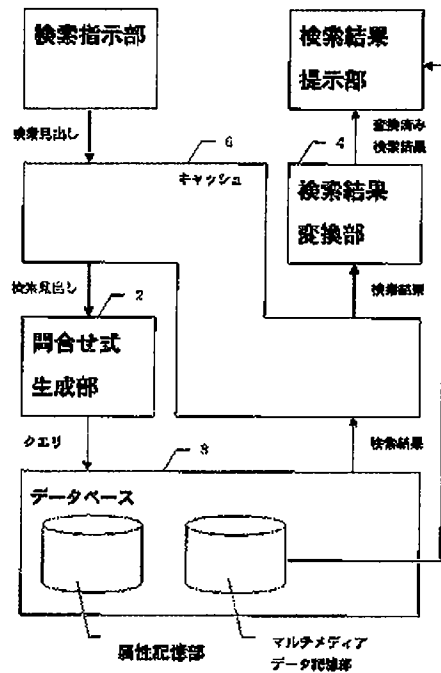 検索指示部
検索結果
提示部
検索見出し
変換済み
検索結果
6
キャッシュ
4
検索結果
変換部
検索見出し
検索結果
2
問合せ式
生成部
クエリ
検索結果
3
データベース
属性記憶部
マルチメディア
データ記憶部